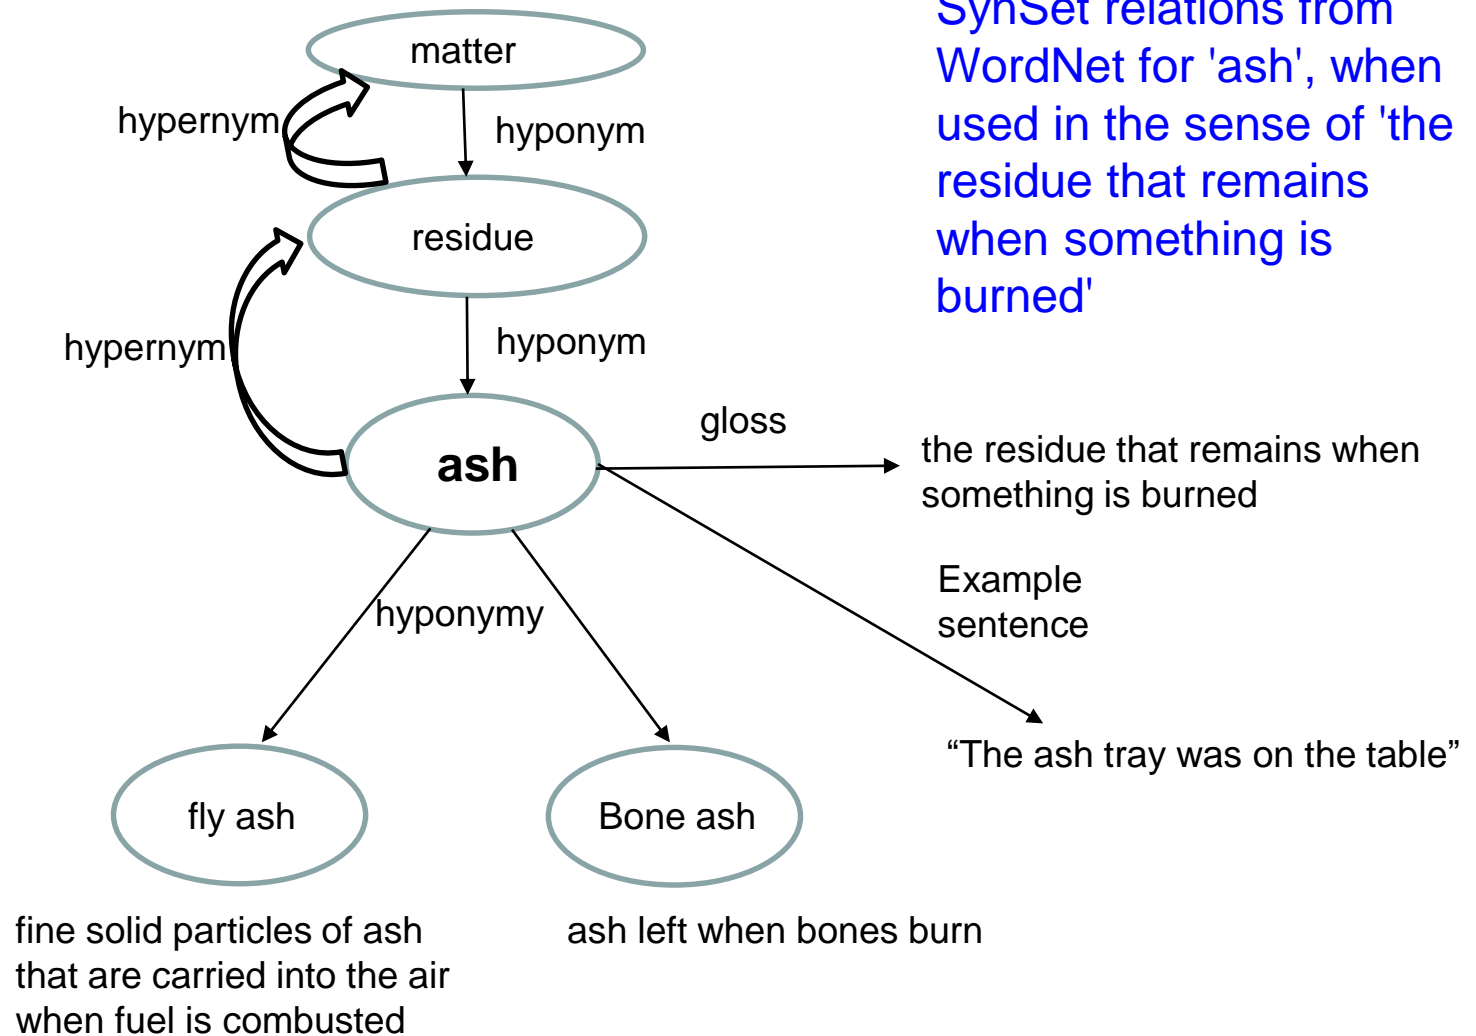 SynSet relations from
WordNet for 'ash', when
used in the sense of 'the
residue that remains
when something is
burned'
matter
hypernym
hyponym
residue
hypernym
hyponym
ash
gloss
the residue that remains when
something is burned
Example
sentence
hyponymy
“The ash tray was on the table”
fly ash
Bone ash
fine solid particles of ash
that are carried into the air
when fuel is combusted
ash left when bones burn